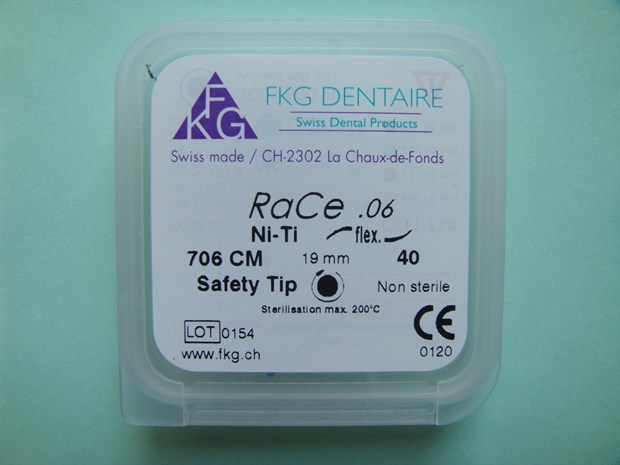 FKG
FKG DENTAIRE
Swiss Dental Products
Swiss made / CH-2302 La Chaux-de-Fonds
RaCe .06
Ni-Ti flex.
706 CM 19 mm 40
Safety Tip Non sterile
Sterilisation max. 200°C
LOT 0154 CE
www.fkg.ch 0120